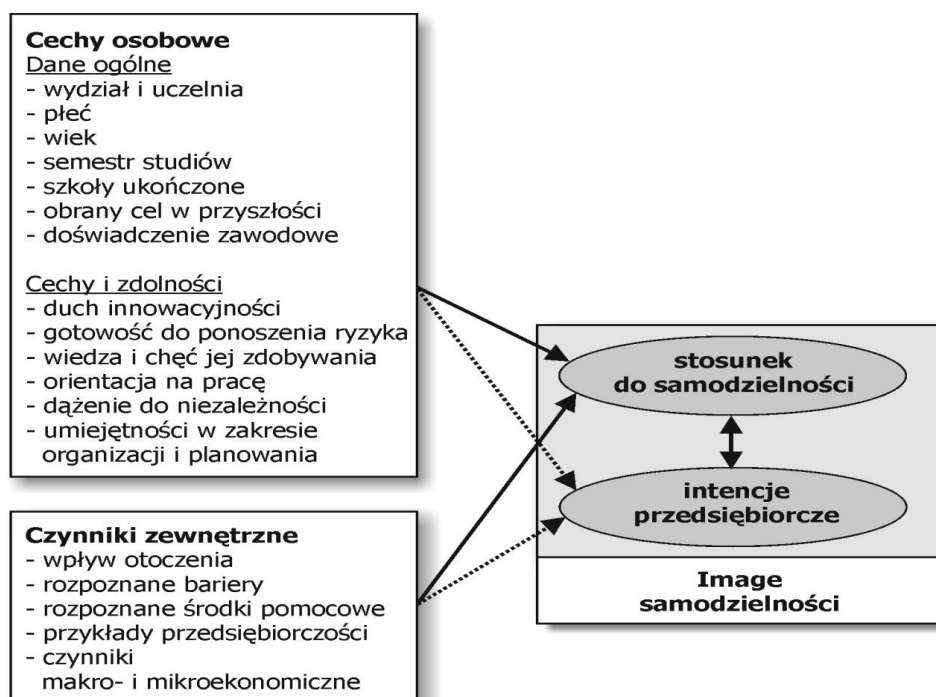 Cechy osobowe
Dane ogólne
- wydział i uczelnia
- płeć
- wiek
- semestr studiów
- szkoły ukończone
- obrany cel w przyszłości
- doświadczenie zawodowe
Cechy i zdolności
- duch innowacyjności
- gotowość do ponoszenia ryzyka
- wiedza i chęć jej zdobywania
- orientacja na pracę
- dążenie do niezależności
- umiejętności w zakresie
organizacji i planowania
Czynniki zewnętrzne
- wpływ otoczenia
- rozpoznane bariery
- rozpoznane środki pomocowe
- przykłady przedsiębiorczości
- czynniki
makro- i mikroekonomiczne
stosunek
do samodzielności
intencje
przedsiębiorcze
Image
samodzielności